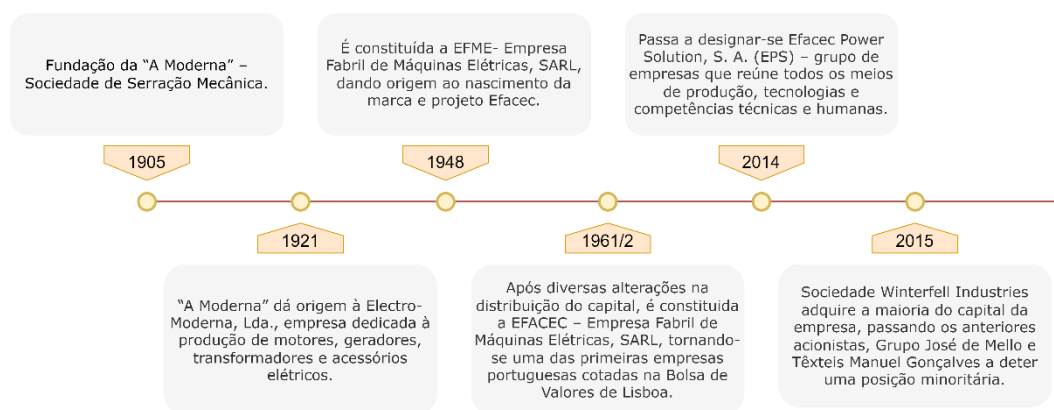 Fundação da “A Moderna” –
Sociedade de Serração Mecânica.
1905
É constituída a EFME- Empresa
Fabril de Máquinas Elétricas, SARL,
dando origem ao nascimento da
marca e projeto Efacec.
1948
Passa a designar-se Efacec Power
Solution, S. A. (EPS) – grupo de
empresas que reúne todos os meios
de produção, tecnologias e
competências técnicas e humanas.
2014
1921
“A Moderna” dá origem à Electro-
Moderna, Lda., empresa dedicada à
produção de motores, geradores,
transformadores e acessórios
elétricos.
1961/2
Após diversas alterações na
distribuição do capital, é constituida
a EFACEC – Empresa Fabril de
Máquinas Elétricas, SARL, tornando-
se uma das primeiras empresas
portuguesas cotadas na Bolsa de
Valores de Lisboa.
2015
Sociedade Winterfell Industries
adquire a maioria do capital da
empresa, passando os anteriores
acionistas, Grupo José de Mello e
Têxteis Manuel Gonçalves a deter
uma posição minoritária.